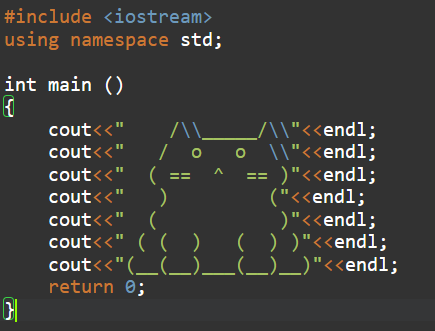 #include <iostream>
using namespace std;

int main ()
{
    cout<<"    /\\_____/\\"<<endl;
    cout<<"   /  o   o  \\"<<endl;
    cout<<"  ( ==  ^  == )"<<endl;
    cout<<"   )         ("<<endl;
    cout<<"  (           )"<<endl;
    cout<<" ( (  )   (  ) )"<<endl;
    cout<<"(__(__)___(__)__)"<<endl;
    return 0;
}